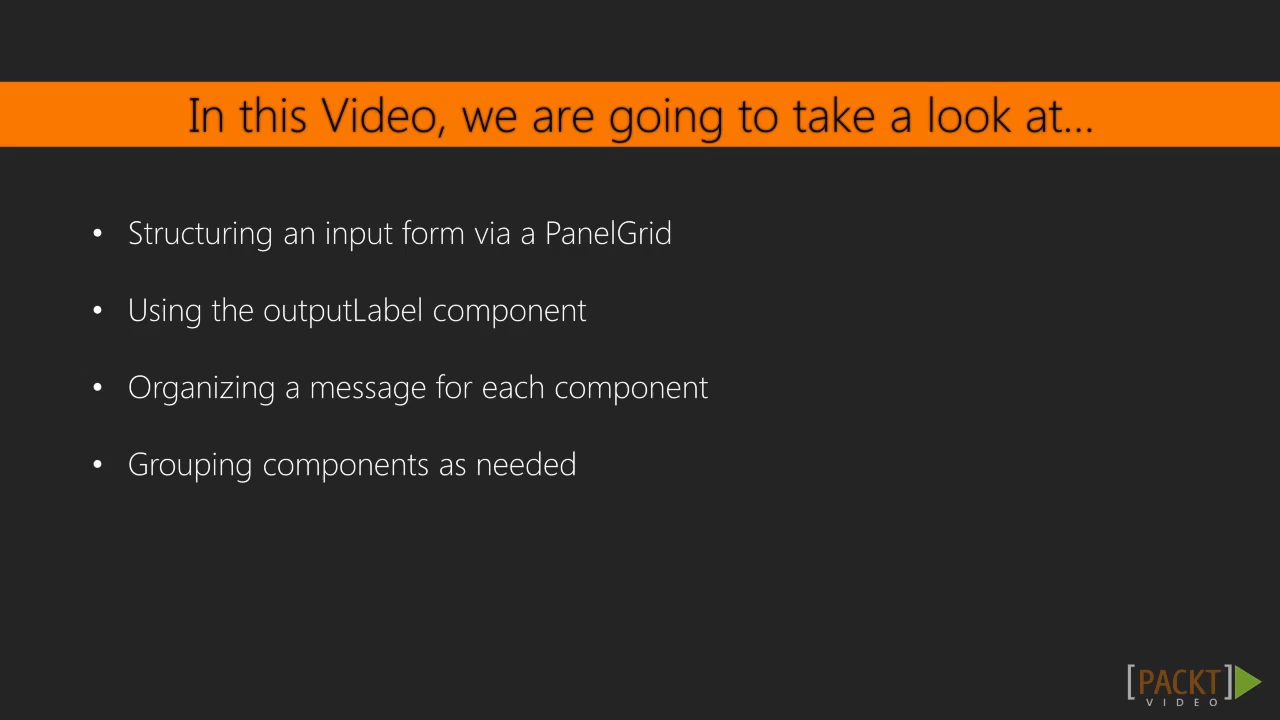 In this Video, we are going to take a look at...
• Structuring an input form via a PanelGrid
• Using the outputLabel component
• Organizing a message for each component
• Grouping components as needed
[PACKT]
VIDEO